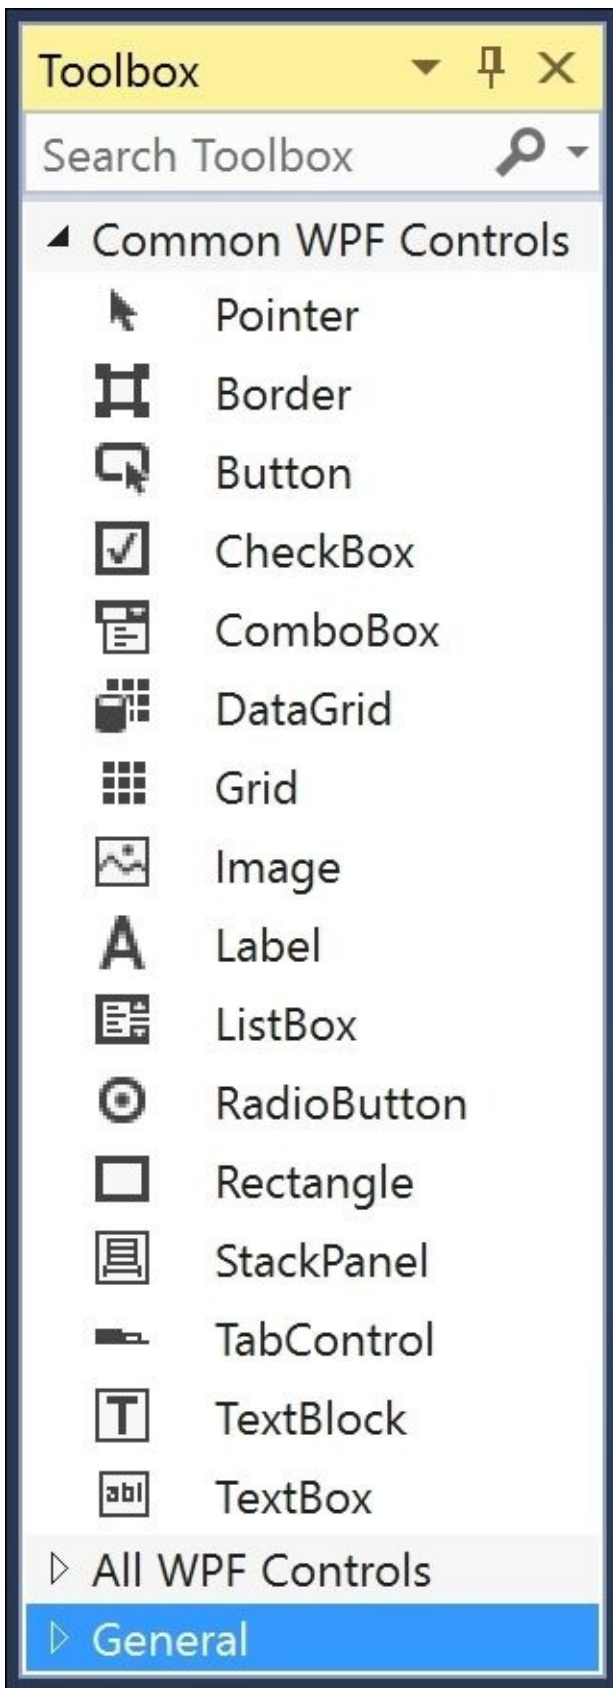 Toolbox
Search Toolbox
Common WPF Controls
Pointer
Border
Button
CheckBox
ComboBox
DataGrid
Grid
Image
A Label
ListBox
RadioButton
Rectangle
StackPanel
TabControl
T TextBlock
abl TextBox
All WPF Controls
General